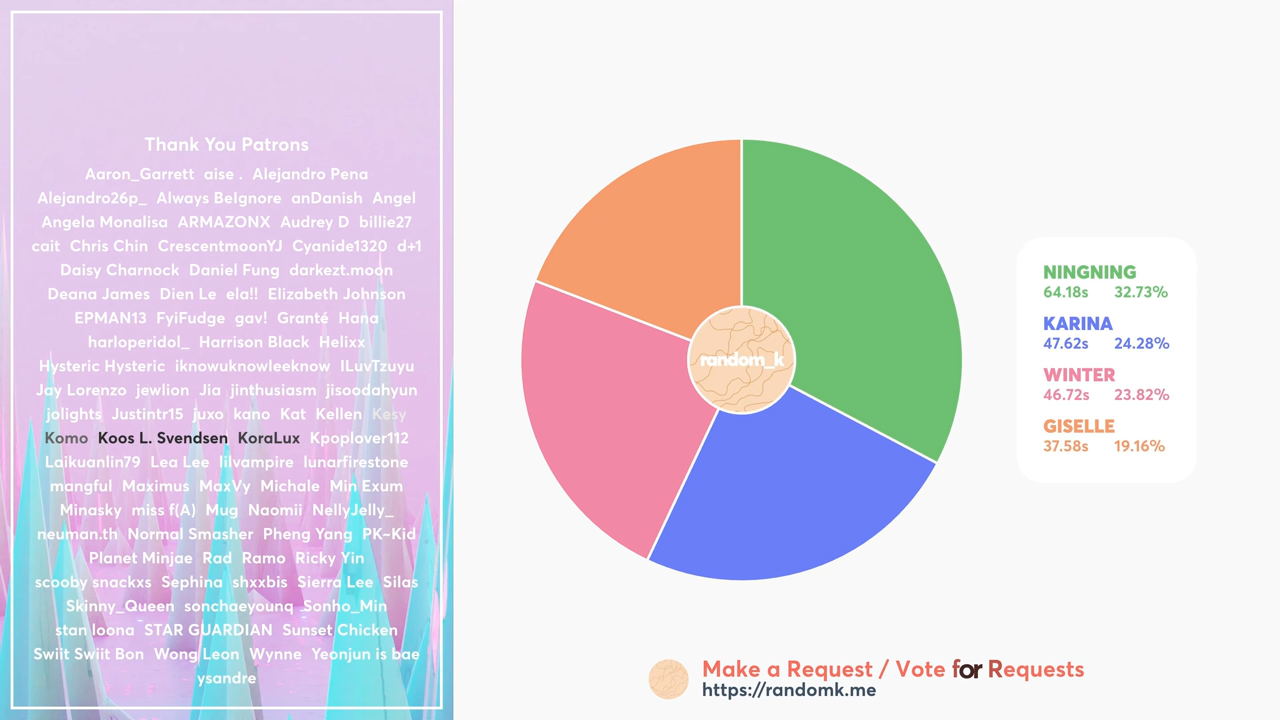 Thank You Patrons
Aaron_Garrett aise . Alejandro Pena
Alejandro26p_ Always BeIgnore anDanish Angel
Angela Monalisa ARMAZONX Audrey D billie27
cait Chris Chin CrescentmoonYJ Cyanide1320 d+1
Daisy Charnock Daniel Fung darkezt.moon
Deana James Dien Le ela!! Elizabeth Johnson
EPMAN13 FyiFudge gav! Granté Hana
harloperidol_ Harrison Black Helixx
Hysteric Hysteric iknowuknowleeknow ILuvTzuyu
Jay Lorenzo jewlion Jia jinthusiasm jisoodahyun
jolights Justintr15 juxo kano Kat Kellen Kesy
Komo Koos L. Svendsen KoraLux Kpoplover112
Laikuanlin79 Lea Lee lilvampire lunarfirestone
mangful Maximus MaxVy Michale Min Exum
Minasky miss f(A) Mug Naomii NellyJelly_
neuman.th Normal Smasher Pheng Yang PK-Kid
Planet Minjae Rad Ramo Ricky Yin
scooby snackxs Sephina shxxbis Sierra Lee Silas
Skinny_Queen sonchaeyounq Sonho_Min
stan loona STAR GUARDIAN Sunset Chicken
Swiit Swiit Bon Wong Leon Wynne Yeonjun is bae
ysandre
random_k
NINGNING
64.18s 32.73%
KARINA
47.62s 24.28%
WINTER
46.72s 23.82%
GISELLE
37.58s 19.16%
Make a Request / Vote for Requests
https://randomk.me